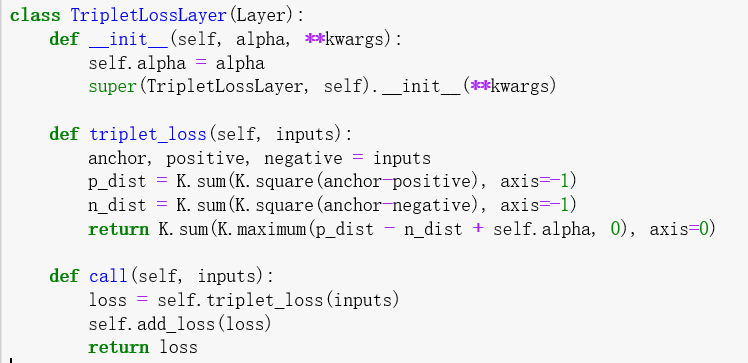 class TripletLossLayer(Layer):
    def __init__(self, alpha, **kwargs):
        self.alpha = alpha
        super(TripletLossLayer, self).__init__(**kwargs)

    def triplet_loss(self, inputs):
        anchor, positive, negative = inputs
        p_dist = K.sum(K.square(anchor-positive), axis=-1)
        n_dist = K.sum(K.square(anchor-negative), axis=-1)
        return K.sum(K.maximum(p_dist - n_dist + self.alpha, 0), axis=0)

    def call(self, inputs):
        loss = self.triplet_loss(inputs)
        self.add_loss(loss)
        return loss